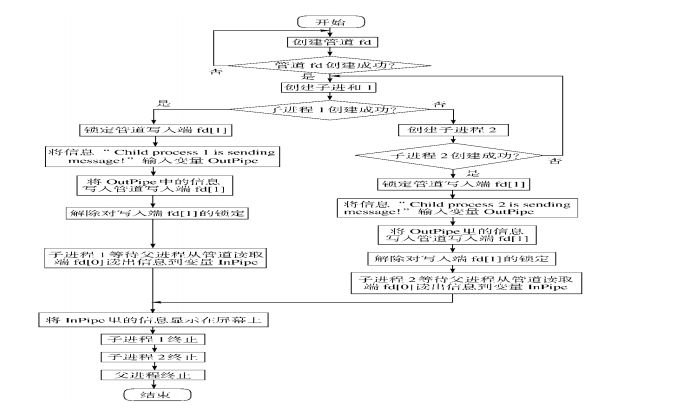 开始
创建管道 fd
管道 fd 创建成功?
否
是
创建子进和 1
子进程 1 创建成功?
是
否
锁定管道写入端 fd[1]
创建子进程 2
将信息 “ Child process 1 is sending
message!” 输入变量 OutPipe
子进程 2 创建成功?
否
是
将 OutPipe 中的信息
写入管道写入端 fd[1]
锁定管道写入端 fd[1]
解除对写入端 fd[1]的锁定
将信息 “ Child process 2 is sending
message!” 输入变量 OutPipe
将 OutPipe 里的信息
写入管道写入端 fd[1]
子进程 1 等待父进程从管道读取
端 fd[0]读出信息到变量 InPipe
解除对写入端 fd[1]的锁定
子进程 2 等待父进程从管道读取
端 fd[0]读出信息到变量 InPipe
将 InPipe 里的信息显示在屏幕上
子进程 1 终止
子进程 2 终止
父进程终止
结束